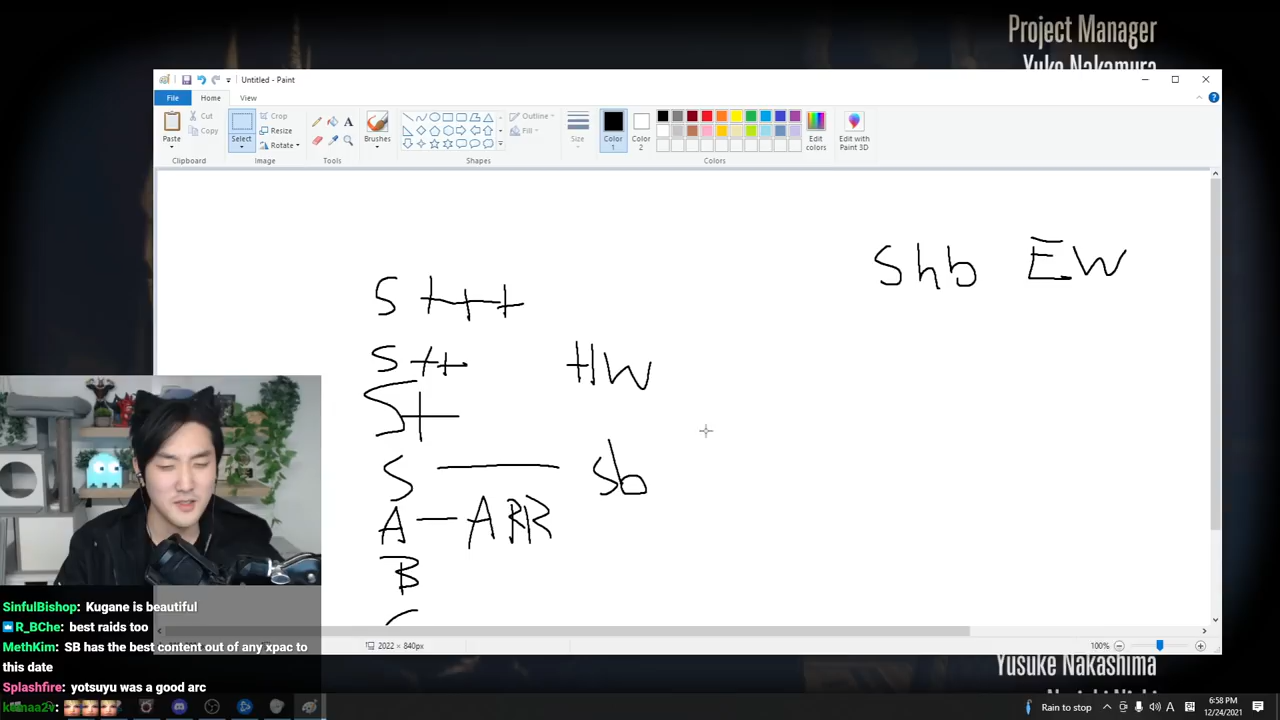 Project Manager
Yuko Nakamura
Untitled - Paint
File Home View
Paste
Cut
Copy
Clipboard
Select
Crop
Resize
Rotate
Image
Tools
Brushes
Shapes
Outline
Fill
Size
Color 1
Color 2
Colors
Edit colors
Edit with Paint 3D
Shb EW
S+++
S++ HW
S+
S — Sb
A — ARR
B
SinfulBishop: Kugane is beautiful
R_BChe: best raids too
MethKim: SB has the best content out of any xpac to this date
Splashfire: yotsuyu was a good arc
2022 × 840px
100%
Yusuke Nakashima
Rain to stop
A
6:58 PM
12/24/2021